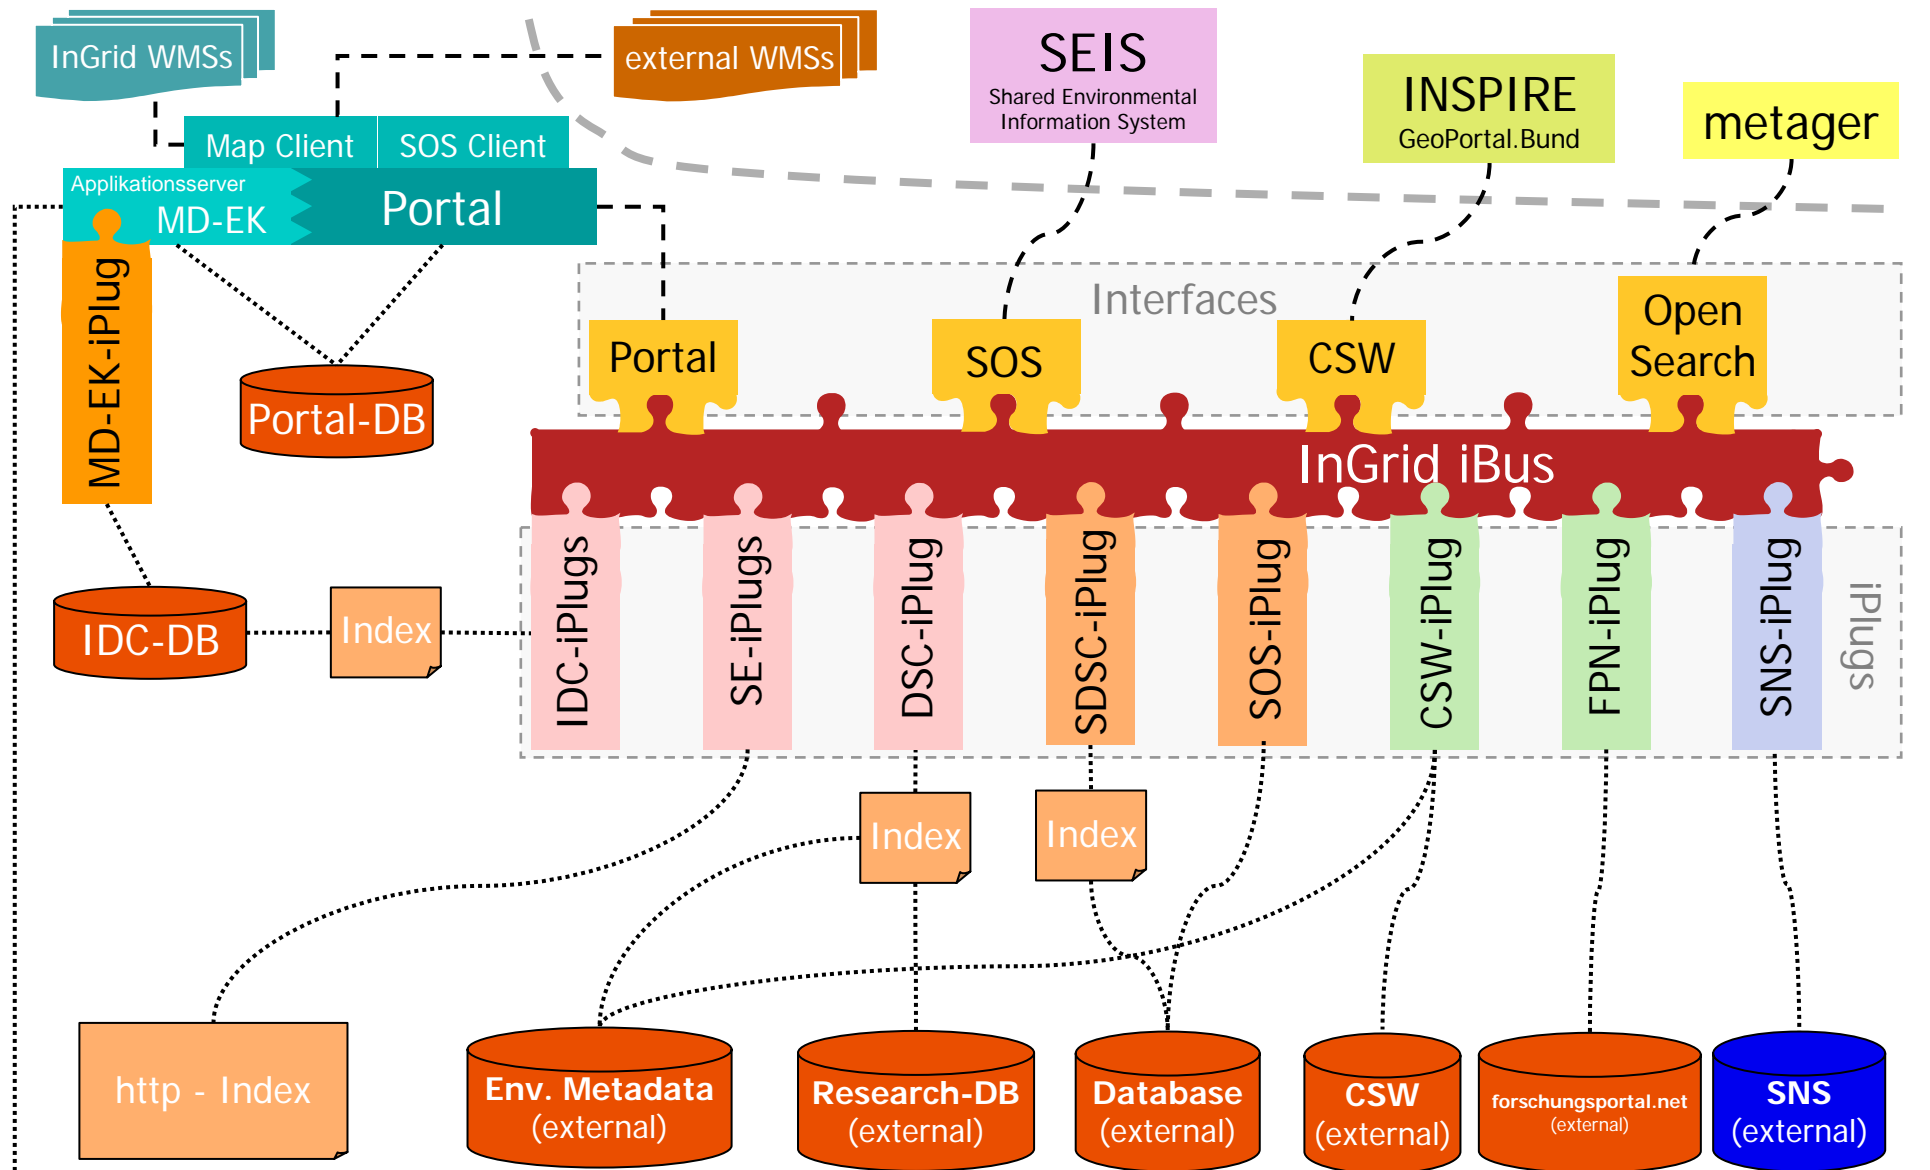 InGrid WMSs
external WMSs
SEIS
Shared Environmental
Information System
INSPIRE
GeoPortal.Bund
metager
Map Client
SOS Client
Applikationsserver
MD-EK
Portal
MD-EK-iPlug
Portal-DB
Interfaces
Portal
SOS
CSW
Open
Search
InGrid iBus
IDC-DB
Index
IDC-iPlugs
SE-iPlugs
DSC-iPlug
SDSC-iPlug
SOS-iPlug
CSW-iPlug
FPN-iPlug
SNS-iPlug
iPlugs
Index
Index
http - Index
Env. Metadata
(external)
Research-DB
(external)
Database
(external)
CSW
(external)
forschungsportal.net
(external)
SNS
(external)